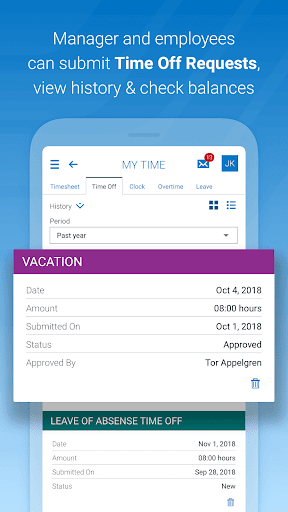 Manager and employees
can submit Time Off Requests,
view history & check balances
MY TIME
13
JK
Timesheet Time Off Clock Overtime Leave
History
Period
Past year
VACATION
Date Oct 4, 2018
Amount 08:00 hours
Submitted On Oct 1, 2018
Status Approved
Approved By Tor Appelgren
LEAVE OF ABSENSE TIME OFF
Date Nov 1, 2018
Amount 08:00 hours
Submitted On Sep 28, 2018
Status New